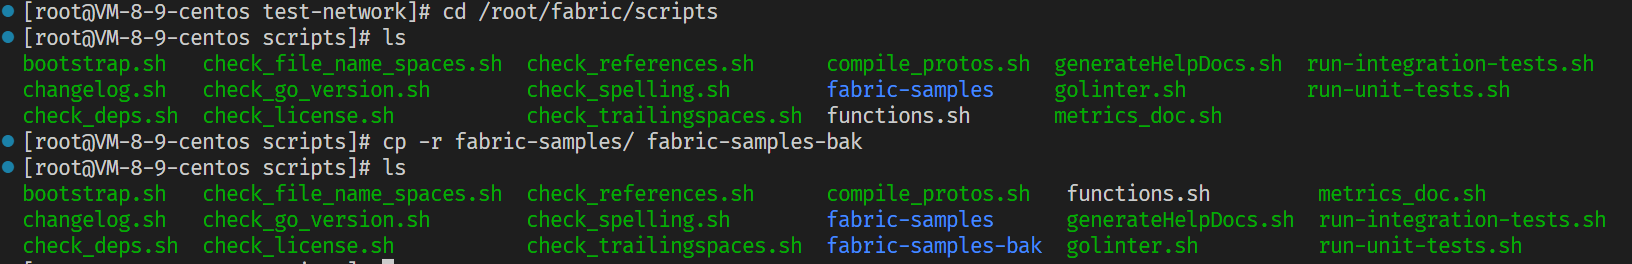 [root@VM-8-9-centos test-network]# cd /root/fabric/scripts
[root@VM-8-9-centos scripts]# ls
bootstrap.sh check_file_name_spaces.sh check_references.sh compile_protos.sh generateHelpDocs.sh run-integration-tests.sh
changelog.sh check_go_version.sh check_spelling.sh fabric-samples golinter.sh run-unit-tests.sh
check_deps.sh check_license.sh check_trailingspaces.sh functions.sh metrics_doc.sh
[root@VM-8-9-centos scripts]# cp -r fabric-samples/ fabric-samples-bak
[root@VM-8-9-centos scripts]# ls
bootstrap.sh check_file_name_spaces.sh check_references.sh compile_protos.sh functions.sh metrics_doc.sh
changelog.sh check_go_version.sh check_spelling.sh fabric-samples generateHelpDocs.sh run-integration-tests.sh
check_deps.sh check_license.sh check_trailingspaces.sh fabric-samples-bak golinter.sh run-unit-tests.sh